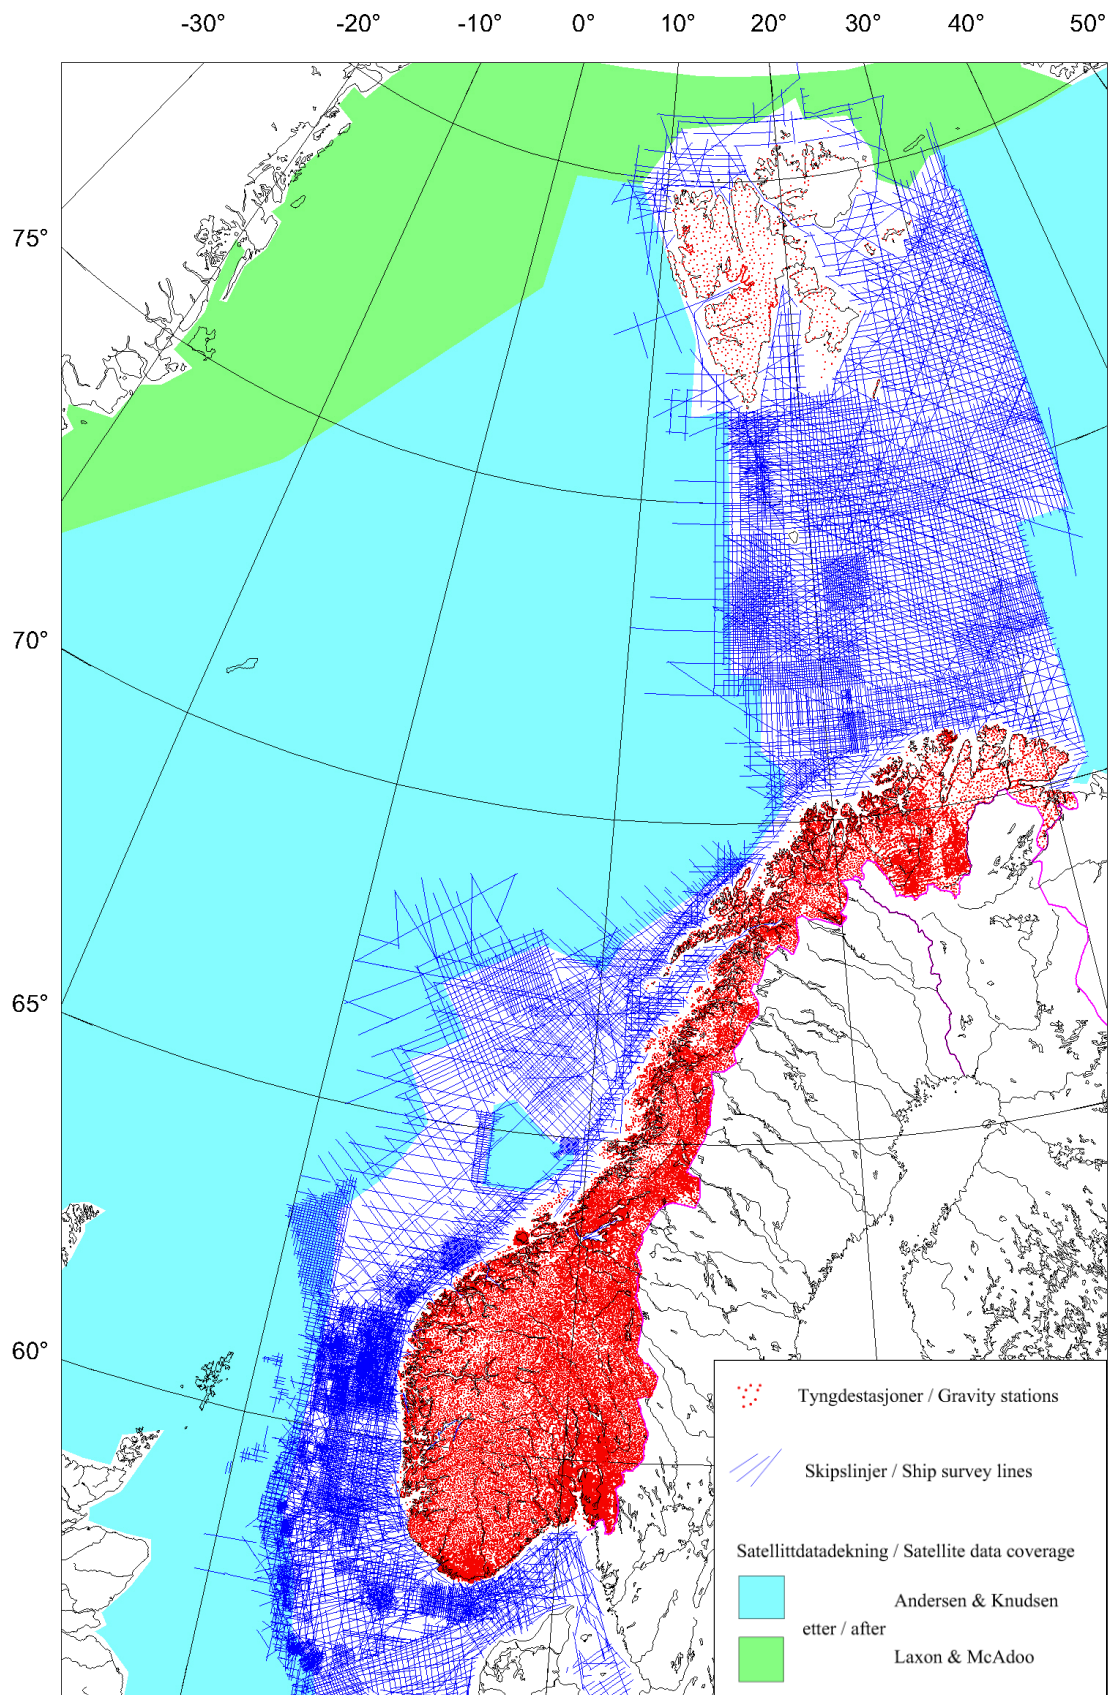 -30° -20° -10° 0° 10° 20° 30° 40° 50°
75°
70°
65°
60°
Tyngdestasjoner / Gravity stations
Skipslinjer / Ship survey lines
Satellittdatadekning / Satellite data coverage
Andersen & Knudsen
etter / after
Laxon & McAdoo